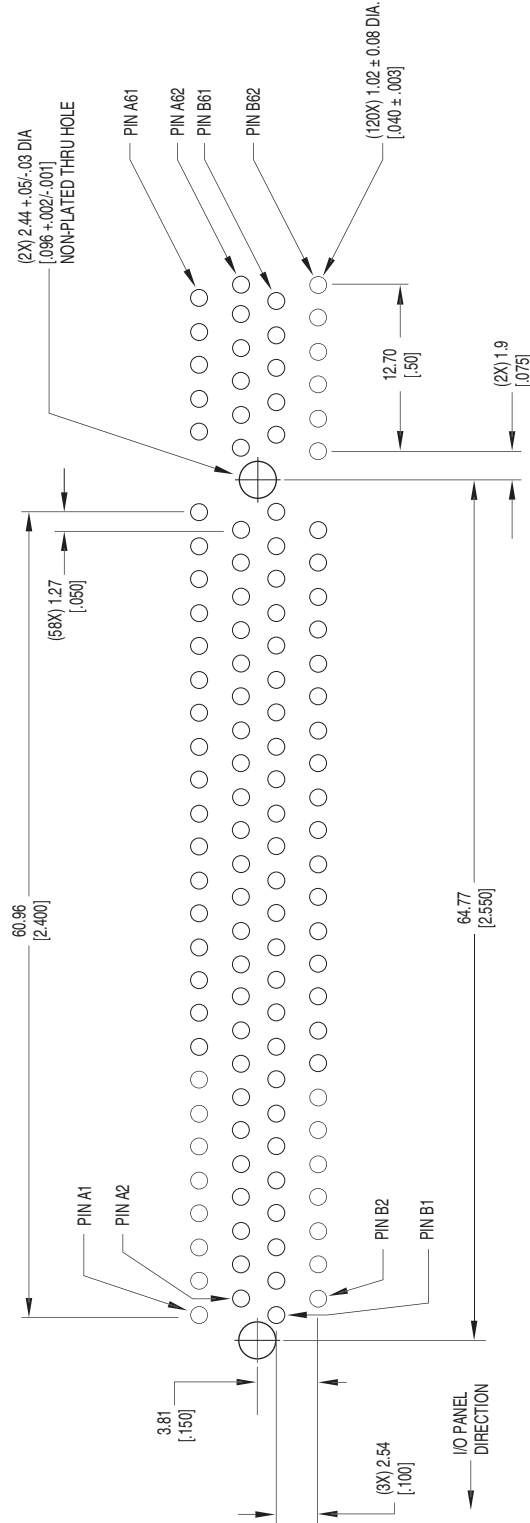 (2X) 2.44 +.05/-.03 DIA
[.096 +.002/-.001]
NON-PLATED THRU HOLE
PIN A61
PIN A62
PIN B61
PIN B62
(120X) 1.02 ± 0.08 DIA.
[.040 ± .003]
12.70
[.50]
(2X) 1.9
[.075]
(58X) 1.27
[.050]
60.96
[2.400]
64.77
[2.550]
PIN A1
PIN A2
PIN B2
PIN B1
3.81
[.150]
(3X) 2.54
[.100]
I/O PANEL
DIRECTION